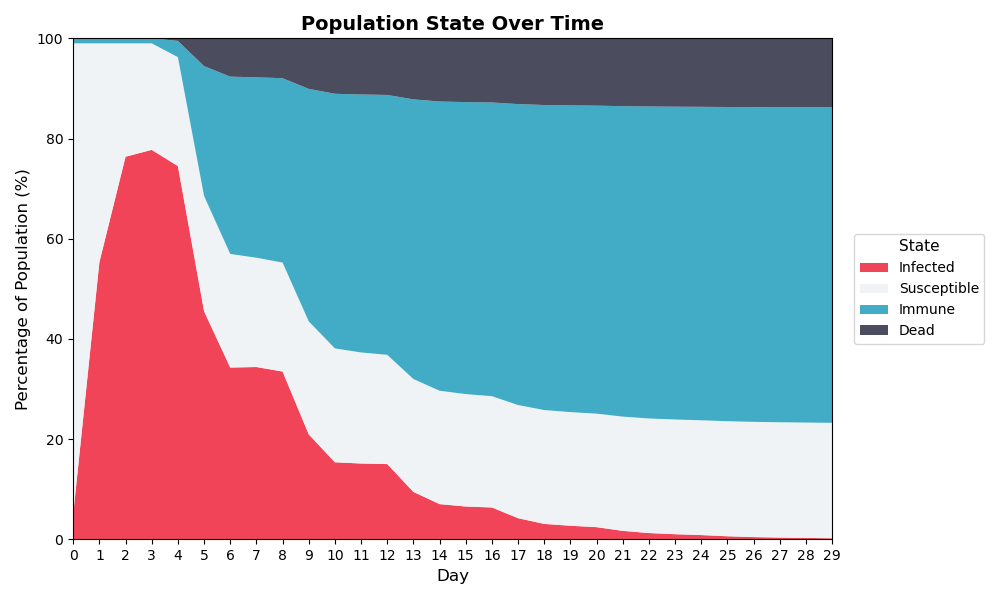 Population State Over Time
Percentage of Population (%)
100
80
60
40
20
0
0 1 2 3 4 5 6 7 8 9 10 11 12 13 14 15 16 17 18 19 20 21 22 23 24 25 26 27 28 29
Day
State
Infected
Susceptible
Immune
Dead